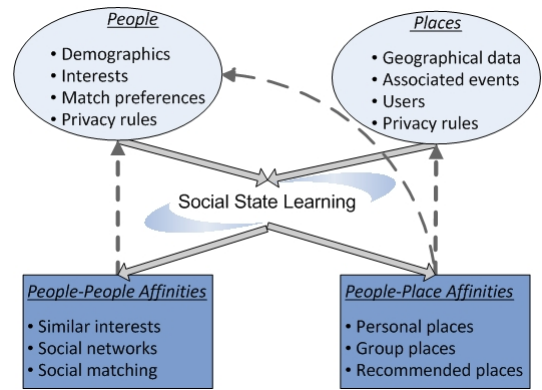 People
• Demographics
• Interests
• Match preferences
• Privacy rules
Places
• Geographical data
• Associated events
• Users
• Privacy rules
Social State Learning
People-People Affinities
• Similar interests
• Social networks
• Social matching
People-Place Affinities
• Personal places
• Group places
• Recommended places